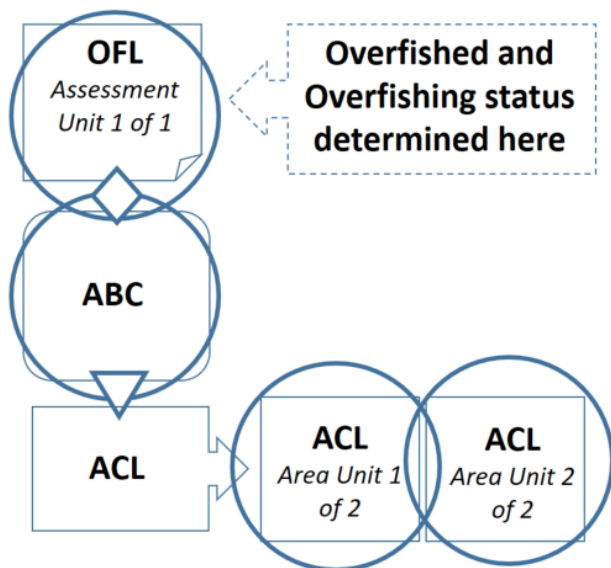 OFL
Assessment
Unit 1 of 1
Overfished and
Overfishing status
determined here
ABC
ACL
ACL
Area Unit 1
of 2
ACL
Area Unit 2
of 2